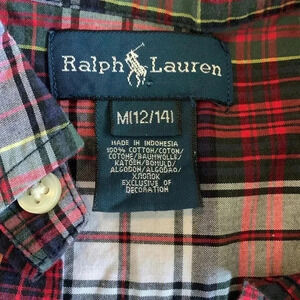 Ralph Lauren
M(12/14)
MADE IN INDONESIA
100% COTTON/COTON/
COTONE/BAUMWOLLE/
KATOEN/BOMULD/
ALGODON/ALGODAO/
ХЛОПОК
EXCLUSIVE OF
DECORATION